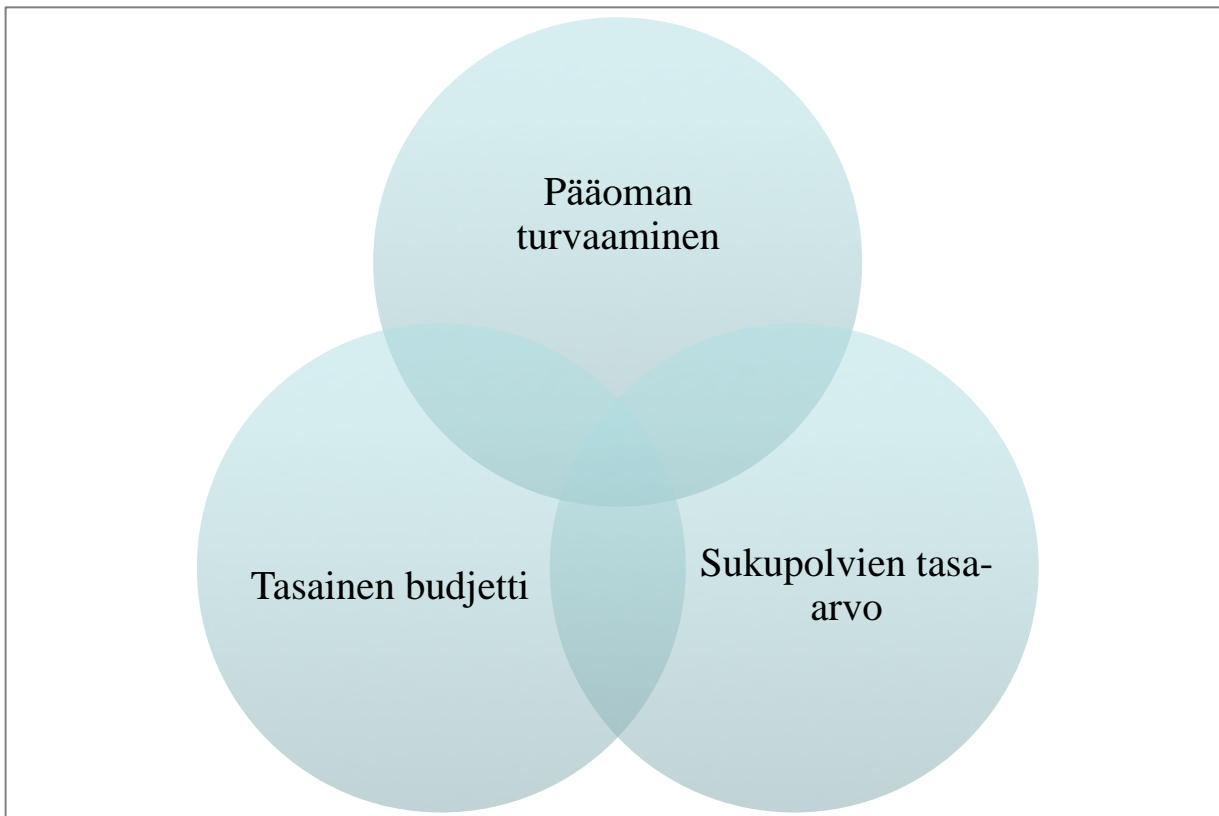 Pääoman
turvaaminen
Tasainen budjetti
Sukupolvien tasa-
arvo